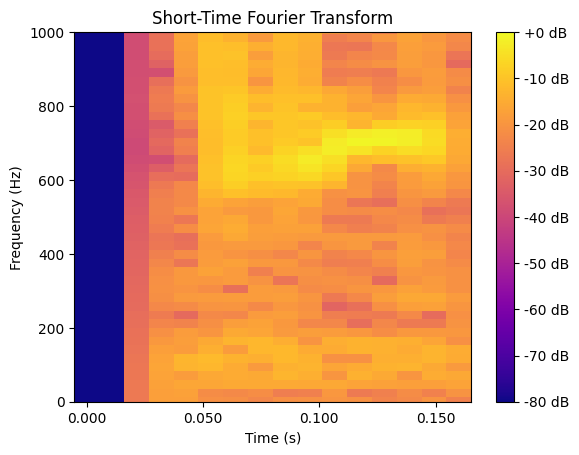 Short-Time Fourier Transform
1000
800
600
400
200
0
Frequency (Hz)
0.000
0.050
0.100
0.150
Time (s)
+0 dB
-10 dB
-20 dB
-30 dB
-40 dB
-50 dB
-60 dB
-70 dB
-80 dB